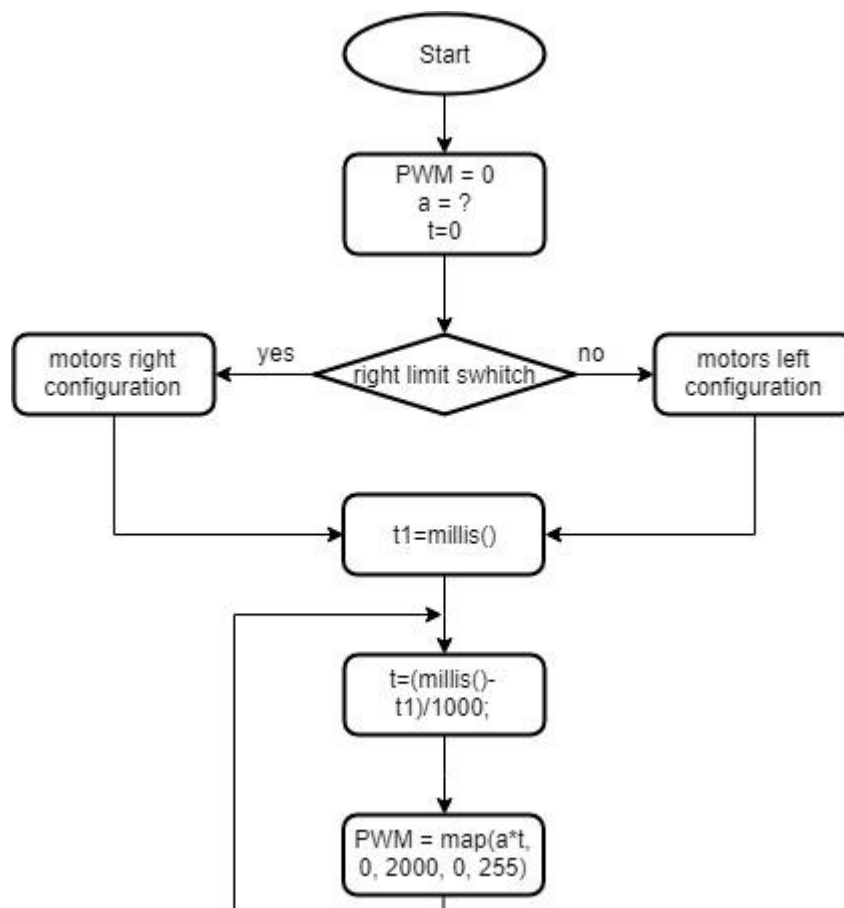 Start
PWM = 0
a = ?
t=0
yes
right limit swhitch
no
motors right
configuration
motors left
configuration
t1=millis()
t=(millis()-
t1)/1000;
PWM = map(a*t,
0, 2000, 0, 255)